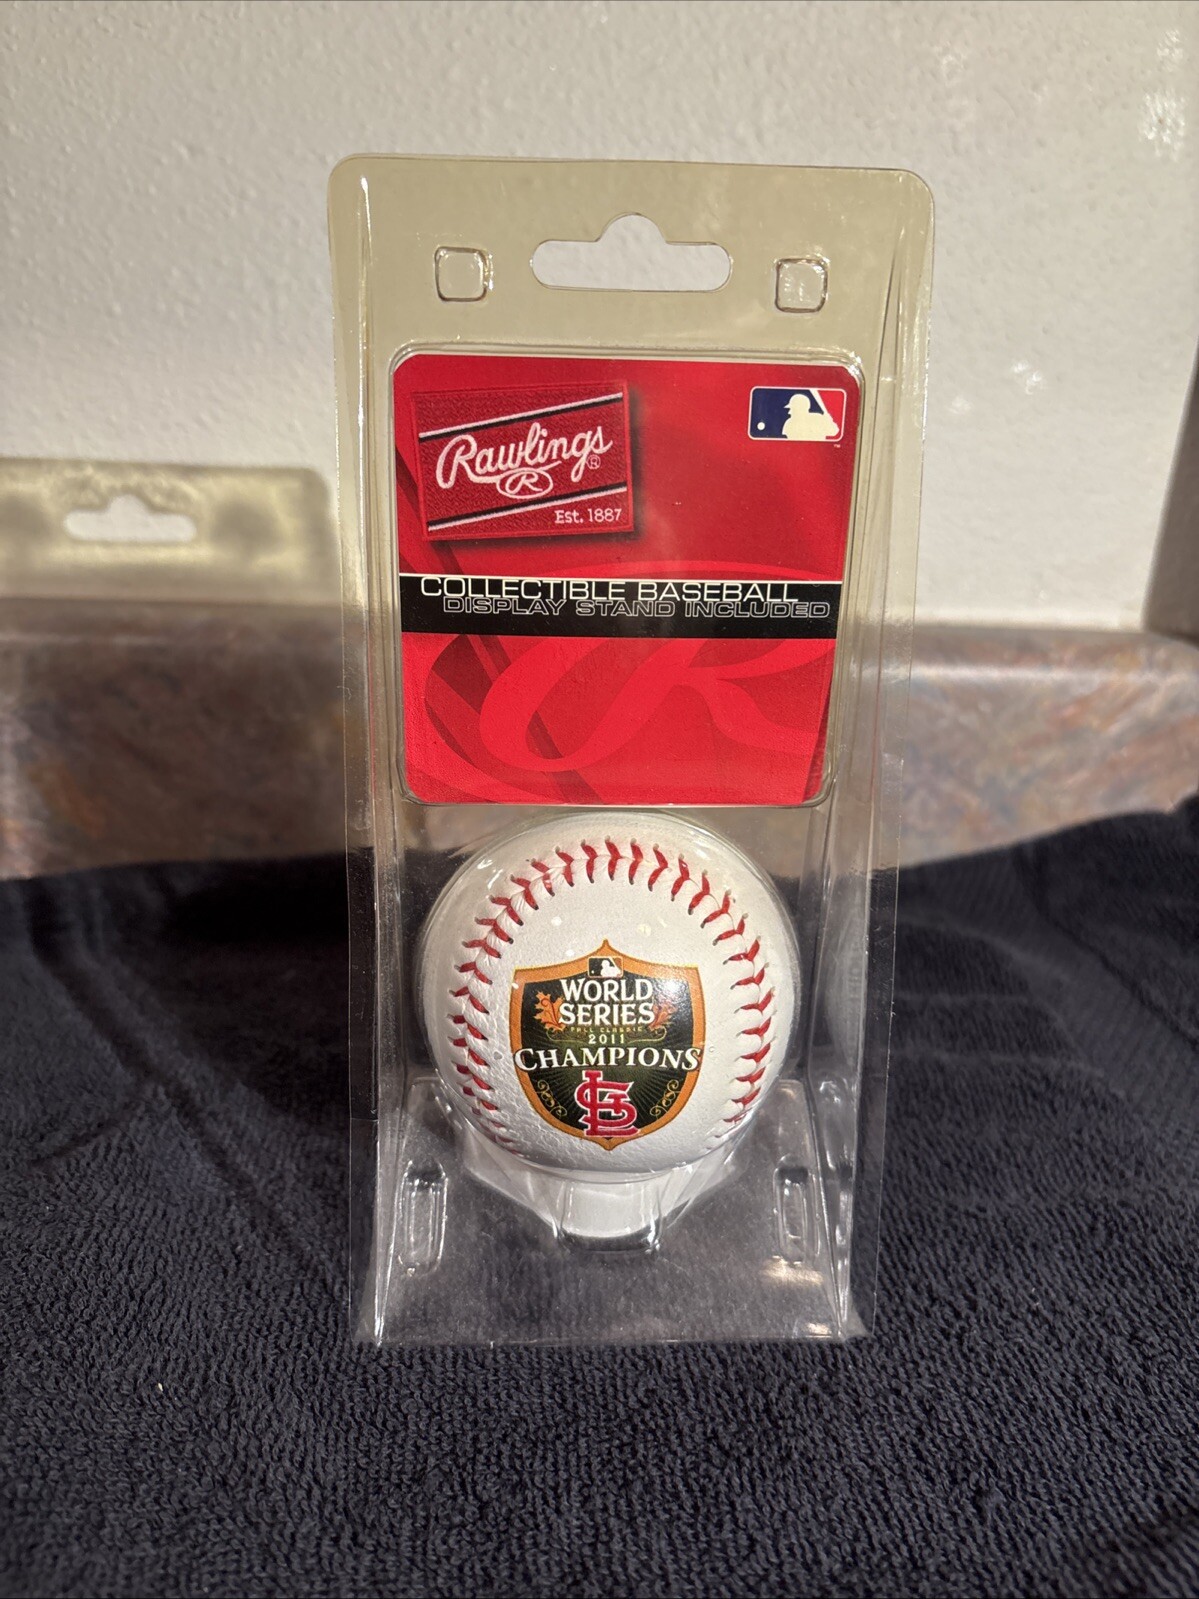 Rawlings®
R
Est. 1887
COLLECTIBLE BASEBALL
DISPLAY STAND INCLUDED
WORLD
SERIES
FALL CLASSIC
2011
CHAMPIONS
STL